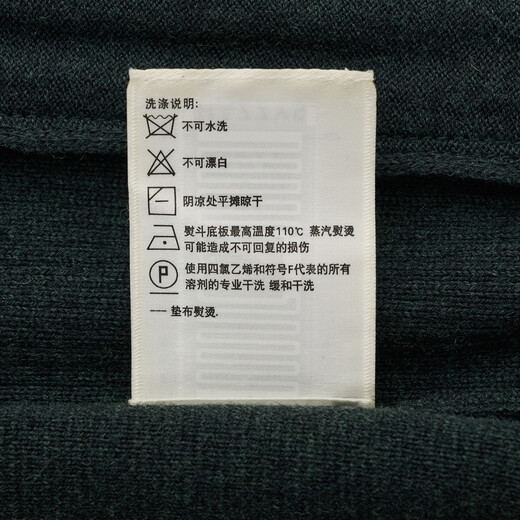 洗涤说明:
不可水洗
不可漂白
阴凉处平摊晾干
熨斗底板最高温度110℃ 蒸汽熨烫
可能造成不可回复的损伤
P 使用四氯乙烯和符号F代表的所有
溶剂的专业干洗 缓和干洗
--- 垫布熨烫.